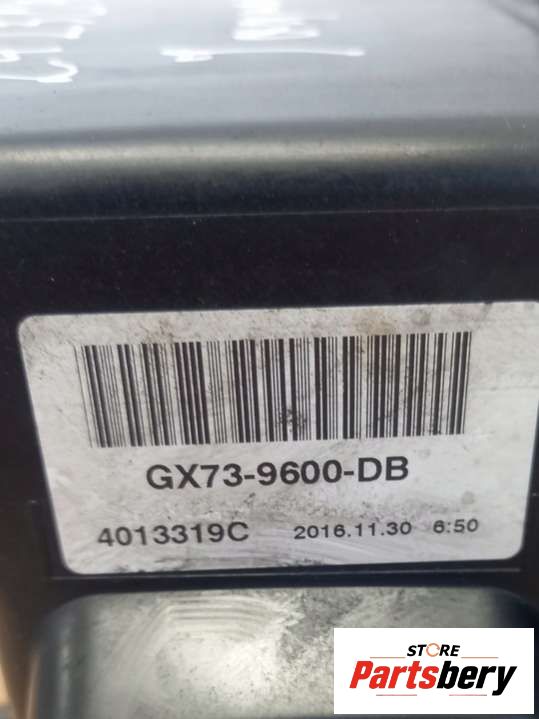 GX73-9600-DB
4013319C 2016.11.30 6:50
STORE
Partsbery